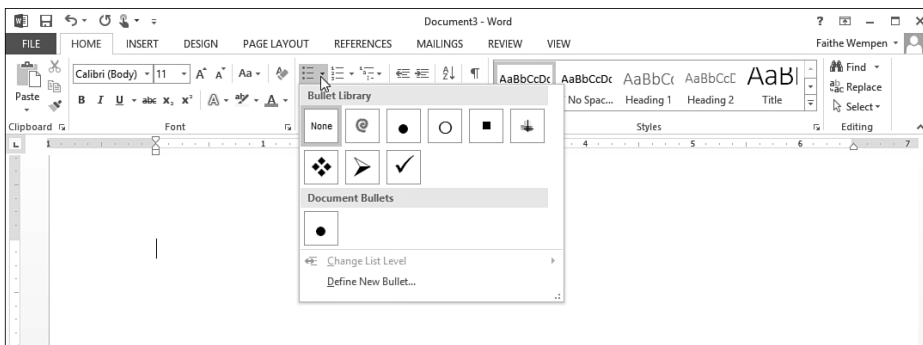 Document3 - Word
FILE HOME INSERT DESIGN PAGE LAYOUT REFERENCES MAILINGS REVIEW VIEW Faithe Wempen
Calibri (Body) 11 A A Aa Find
Paste B I U abc X₂ X² A A AaBbCcDc AaBbCcDc AaBbCc AaBbCcD AaBl Replace
No Spac... Heading 1 Heading 2 Title Select
Clipboard Font Styles Editing
Bullet Library
None
Document Bullets
Change List Level
Define New Bullet...
1 1 4 5 6 7